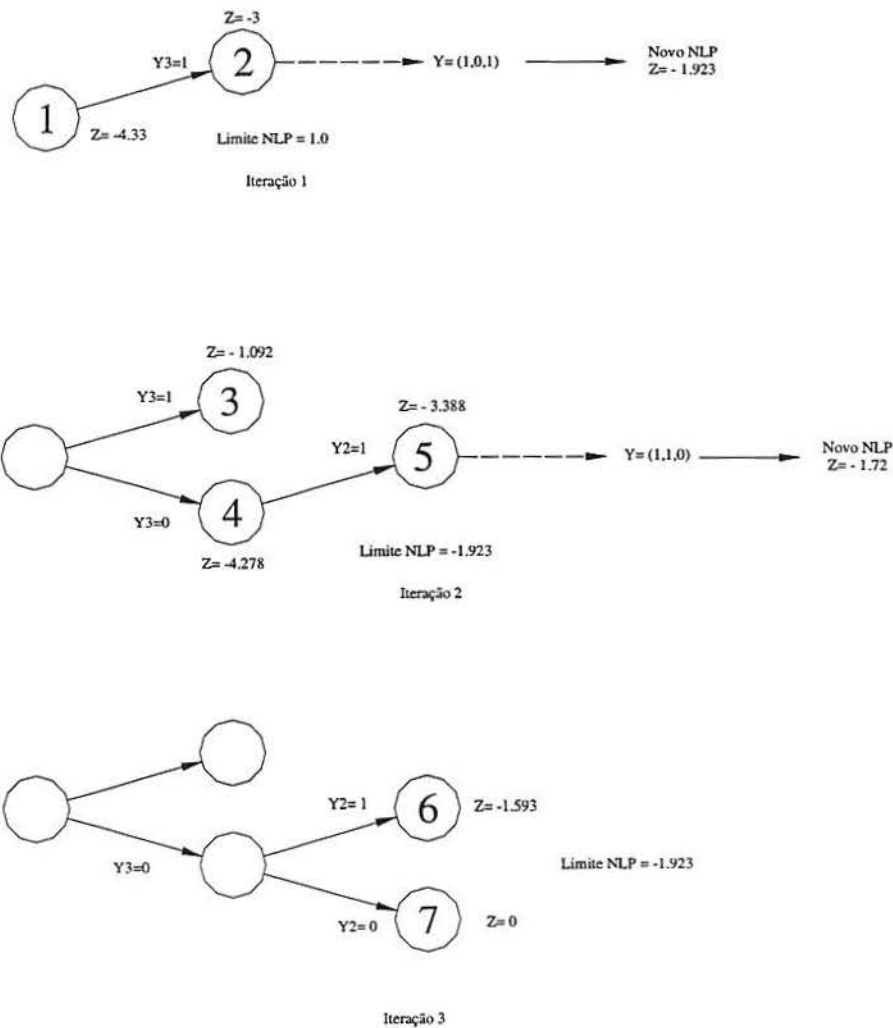 Z= -3
Y3=1
2
Y= (1,0,1)
Novo NLP
Z= - 1.923
1
Z= -4.33
Limite NLP = 1.0
Iteração 1
Z= - 1.092
Y3=1
3
Z= - 3.388
Y2=1
5
Y= (1,1,0)
Novo NLP
Z= - 1.72
Y3=0
4
Z= -4.278
Limite NLP = -1.923
Iteração 2
Y2= 1
6
Z= -1.593
Y3=0
Limite NLP = -1.923
Y2= 0
7
Z= 0
Iteração 3